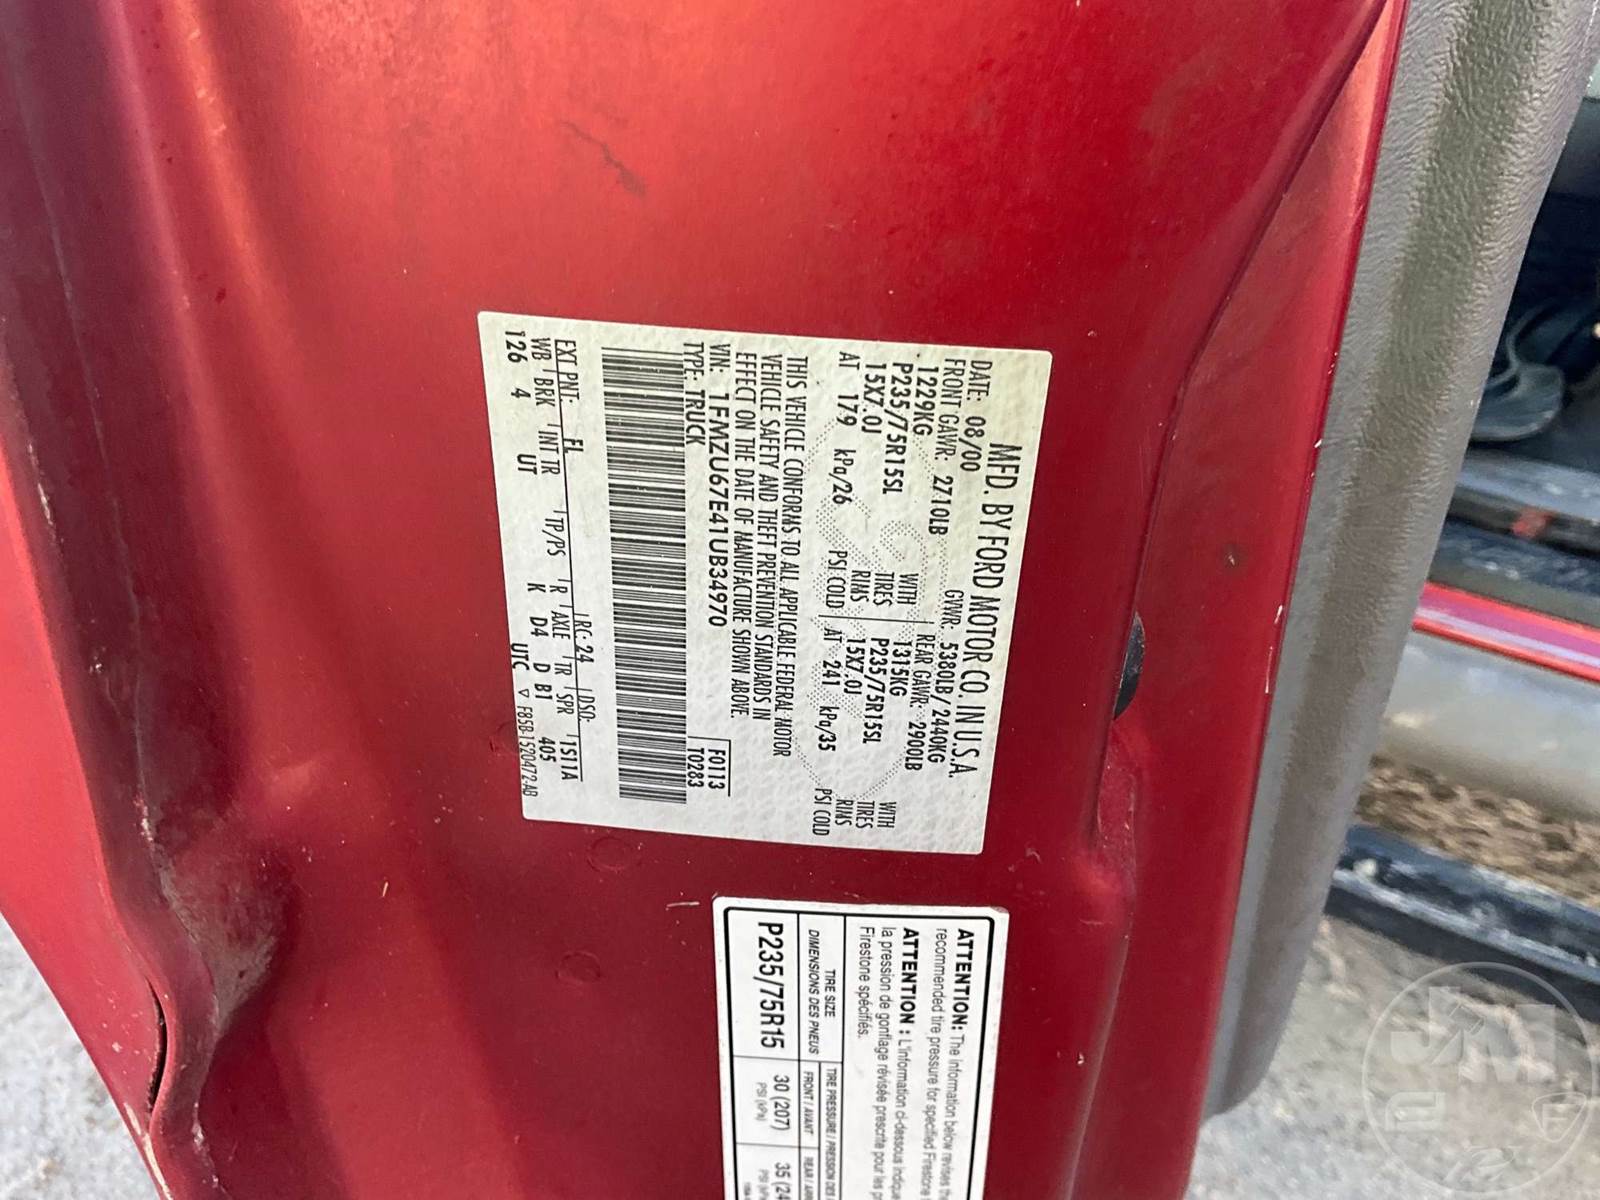 MFD. BY FORD MOTOR CO. IN U.S.A.
DATE: 08/00 GVWR: 5380LB/ 2440KG
FRONT GAWR: 2710LB REAR GAWR: 2900LB
1229KG WITH 1315KG WITH
P235/75R15SL TIRES P235/75R15SL TIRES
15X7.0J RIMS 15X7.0J RIMS
AT 179 kPa/26 PSI COLD AT 241 kPa/35 PSI COLD
THIS VEHICLE CONFORMS TO ALL APPLICABLE FEDERAL MOTOR
VEHICLE SAFETY AND THEFT PREVENTION STANDARDS IN
EFFECT ON THE DATE OF MANUFACTURE SHOWN ABOVE.
VIN: 1FMZU67E41UB34970 F0113
TYPE: TRUCK T0283
EXT PNT: FL RC: 24 DSO: 1S11A
WB BRK INT TR TP/PS R AXLE TR SPR
126 4 UT K D4 D B1 405
UTC ▽ F85B-1520472-AB
ATTENTION: The information below revises the
recommended tire pressure for specified Firestone
ATTENTION : L'information ci-dessous indique
la pression de gonflage révisée prescrite pour les
Firestone spécifiés.
TIRE SIZE TIRE PRESSURE / PRESSION DES
DIMENSIONS DES PNEUS FRONT / AVANT REAR /
P235/75R15 30 (207) 35 (24
PSI (kPa) PSI
JM
E F